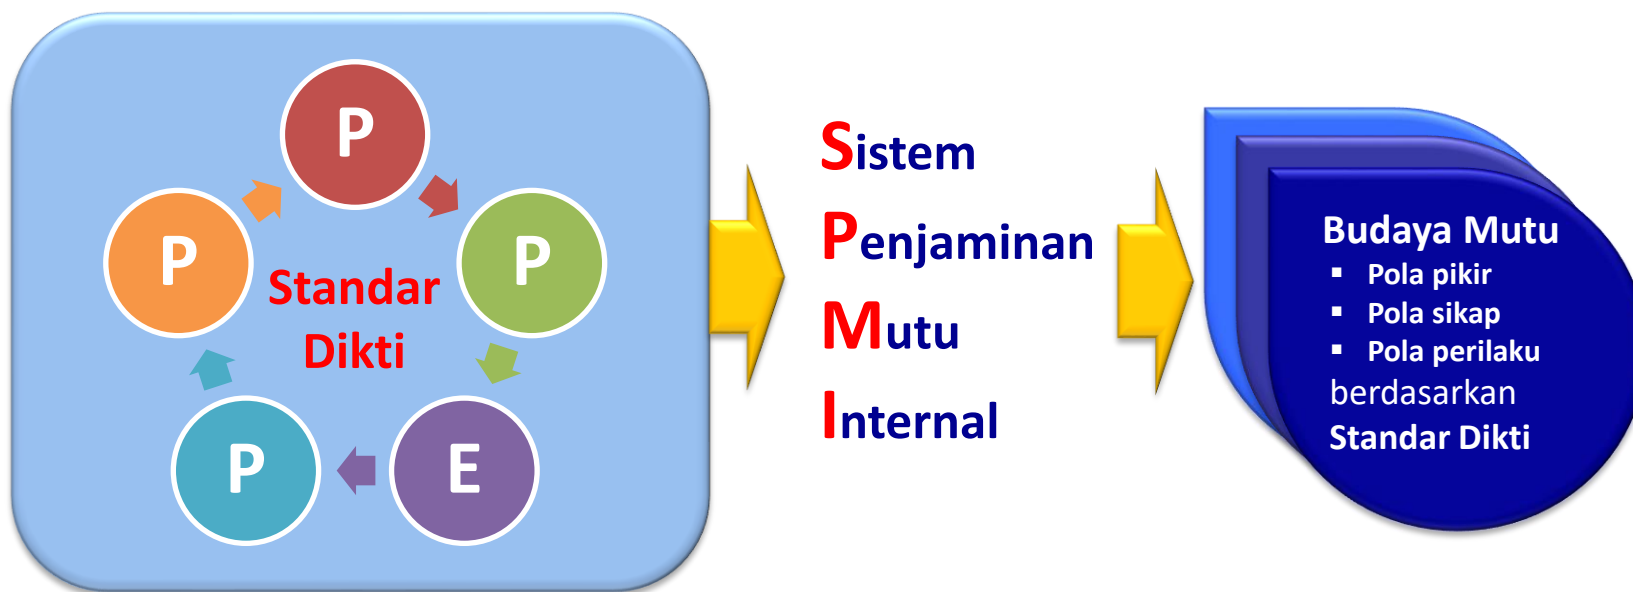 P
P
E
P
P
Standar
Dikti
Sistem
Penjaminan
Mutu
Internal
Budaya Mutu
▪ Pola pikir
▪ Pola sikap
▪ Pola perilaku
berdasarkan
Standar Dikti